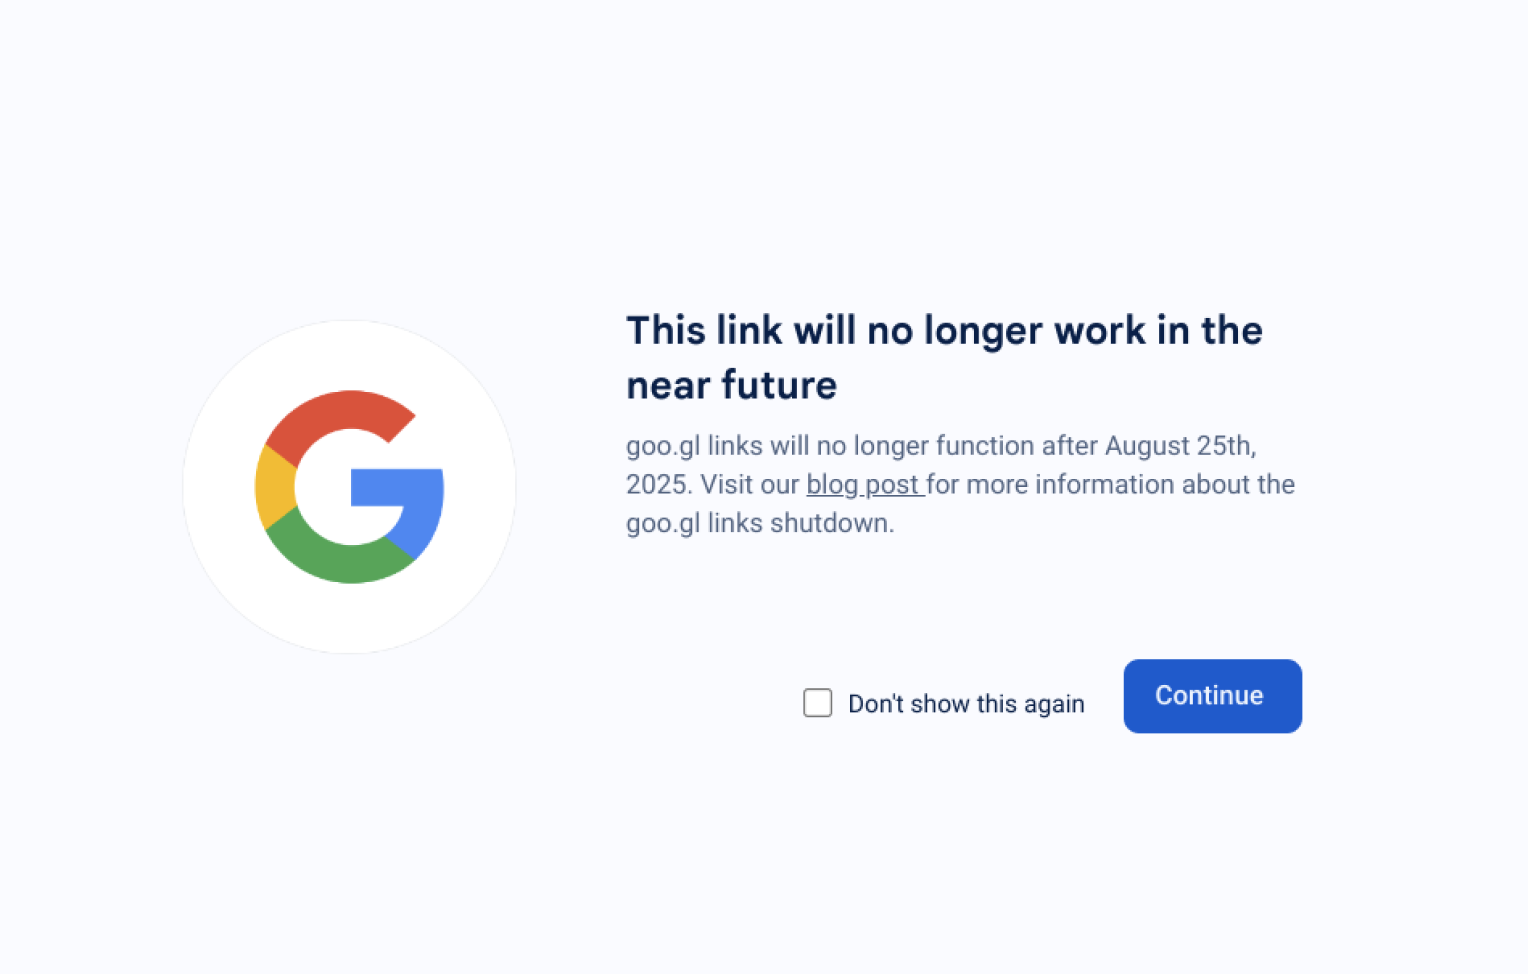 This link will no longer work in the
near future
goo.gl links will no longer function after August 25th,
2025. Visit our blog post for more information about the
goo.gl links shutdown.
Don't show this again
Continue